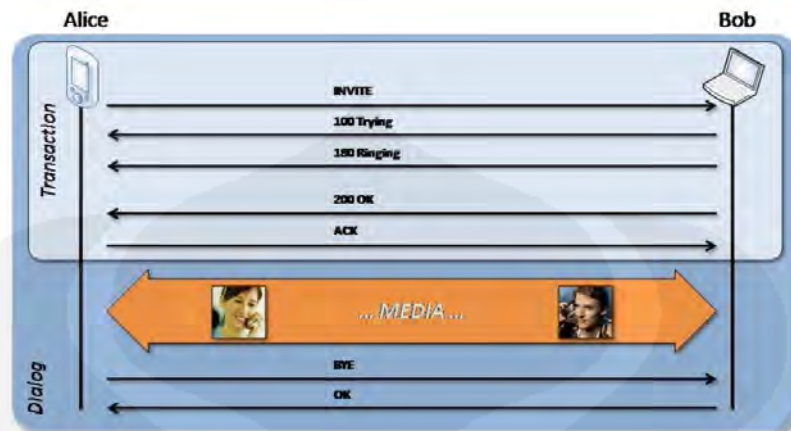 Alice
Bob
Transaction
INVITE
100 Trying
180 Ringing
200 OK
ACK
... MEDIA ...
Dialog
BYE
OK